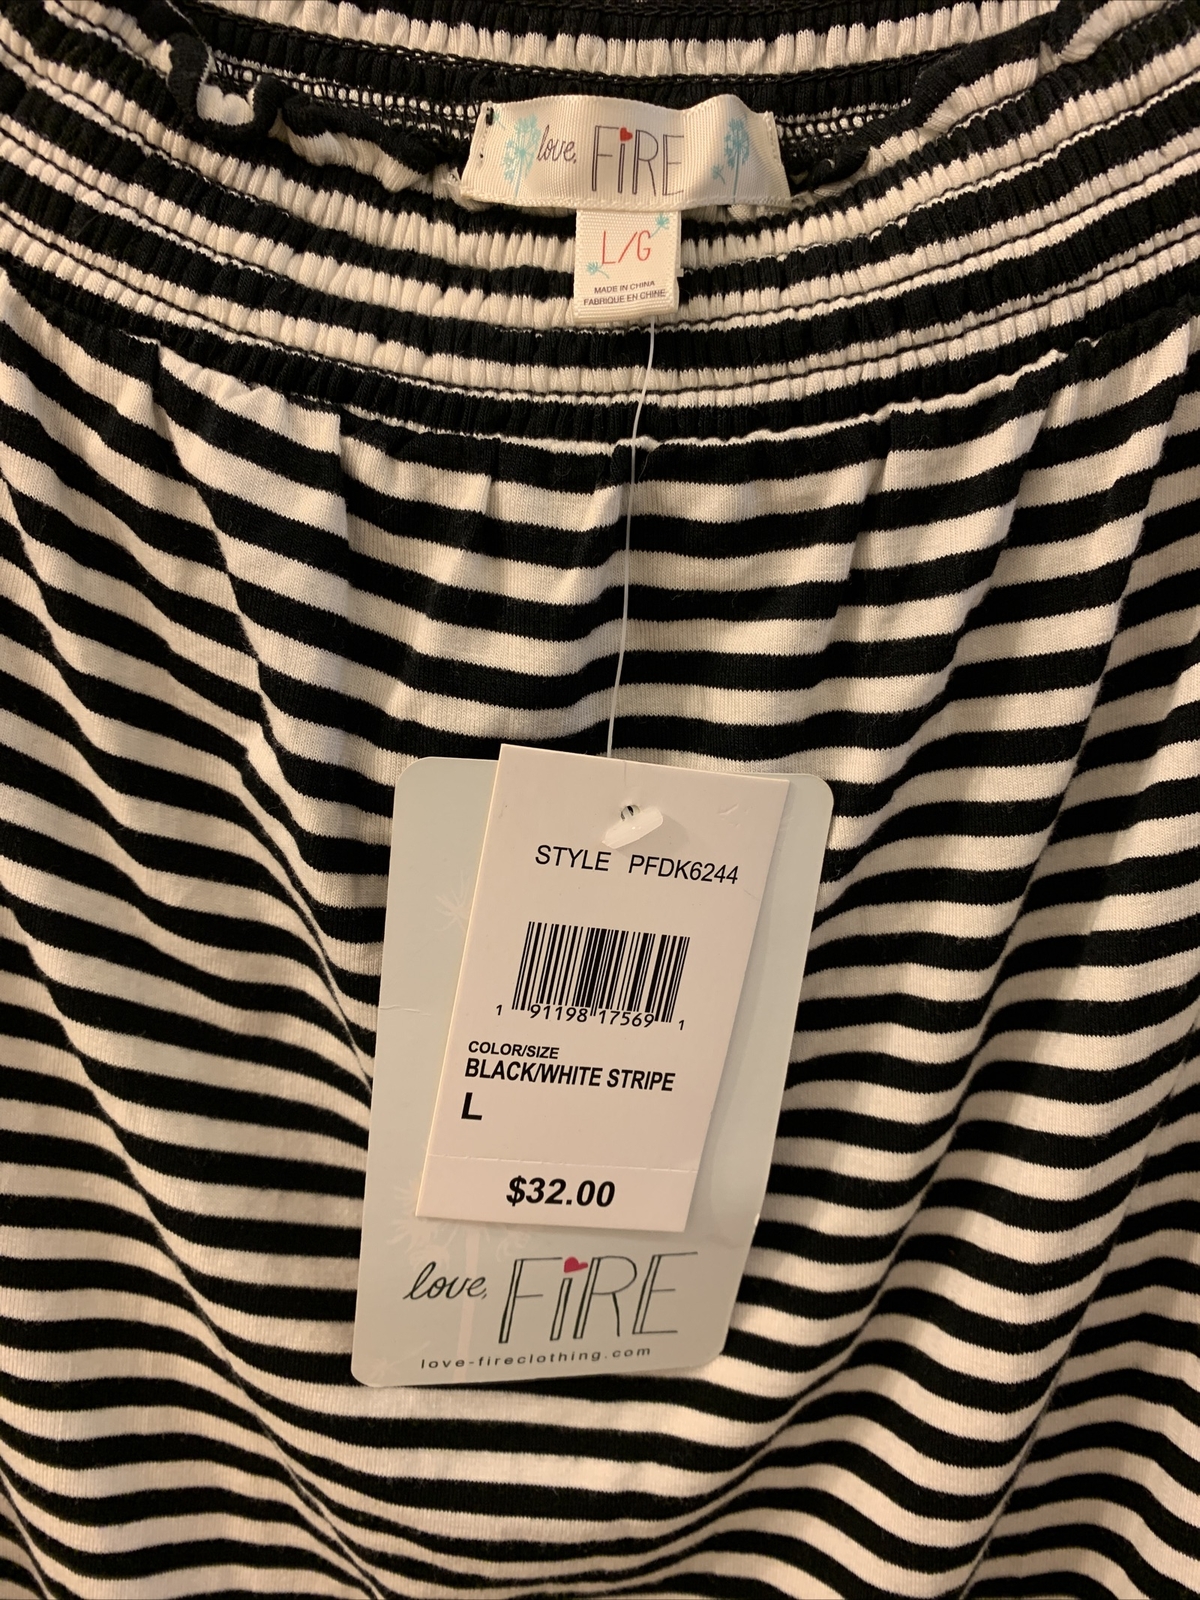 love, FiRE
L/G
MADE IN CHINA
FABRIQUE EN CHINE
STYLE PFDK6244
1 91198 17569 1
COLOR/SIZE
BLACK/WHITE STRIPE
L
$32.00
love, FiRE
love-fireclothing.com